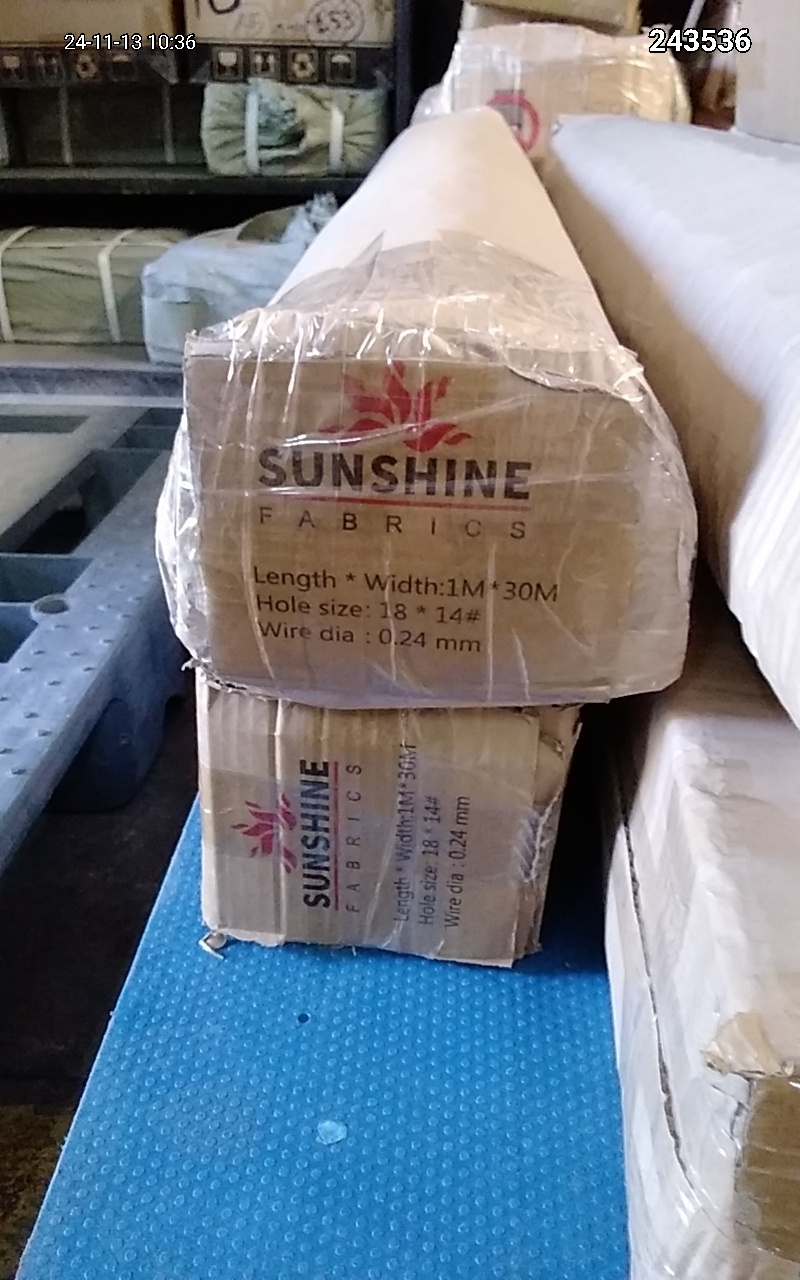 24-11-13 10:36
243536
£53
SUNSHINE
FABRICS
Length * Width:1M*30M
Hole size: 18 * 14#
Wire dia : 0.24 mm
SUNSHINE
FABRICS
Length * Width:1M*30M
Hole size: 18 * 14#
Wire dia : 0.24 mm